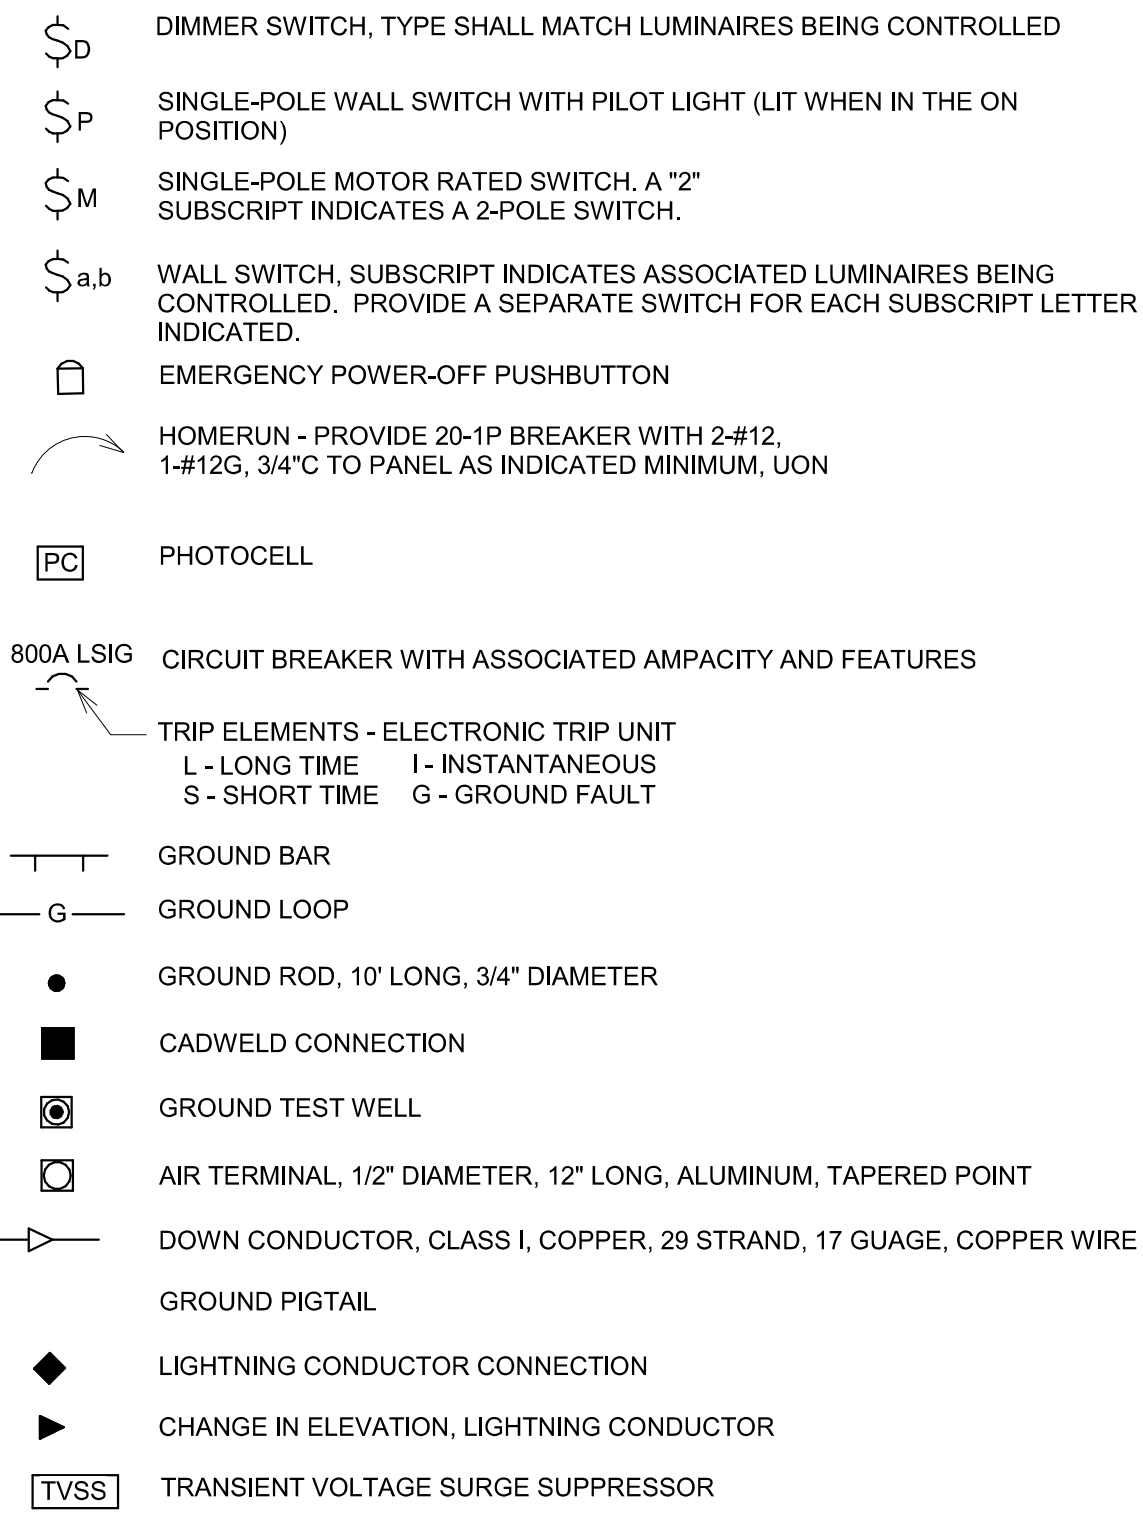 $D DIMMER SWITCH, TYPE SHALL MATCH LUMINAIRES BEING CONTROLLED
$P SINGLE-POLE WALL SWITCH WITH PILOT LIGHT (LIT WHEN IN THE ON
POSITION)
$M SINGLE-POLE MOTOR RATED SWITCH. A "2"
SUBSCRIPT INDICATES A 2-POLE SWITCH.
$a,b WALL SWITCH, SUBSCRIPT INDICATES ASSOCIATED LUMINAIRES BEING
CONTROLLED. PROVIDE A SEPARATE SWITCH FOR EACH SUBSCRIPT LETTER
INDICATED.
EMERGENCY POWER-OFF PUSHBUTTON
HOMERUN - PROVIDE 20-1P BREAKER WITH 2-#12,
1-#12G, 3/4"C TO PANEL AS INDICATED MINIMUM, UON
PC PHOTOCELL
800A LSIG CIRCUIT BREAKER WITH ASSOCIATED AMPACITY AND FEATURES
TRIP ELEMENTS - ELECTRONIC TRIP UNIT
L - LONG TIME I - INSTANTANEOUS
S - SHORT TIME G - GROUND FAULT
GROUND BAR
G GROUND LOOP
GROUND ROD, 10' LONG, 3/4" DIAMETER
CADWELD CONNECTION
GROUND TEST WELL
AIR TERMINAL, 1/2" DIAMETER, 12" LONG, ALUMINUM, TAPERED POINT
DOWN CONDUCTOR, CLASS I, COPPER, 29 STRAND, 17 GUAGE, COPPER WIRE
GROUND PIGTAIL
LIGHTNING CONDUCTOR CONNECTION
CHANGE IN ELEVATION, LIGHTNING CONDUCTOR
TVSS TRANSIENT VOLTAGE SURGE SUPPRESSOR